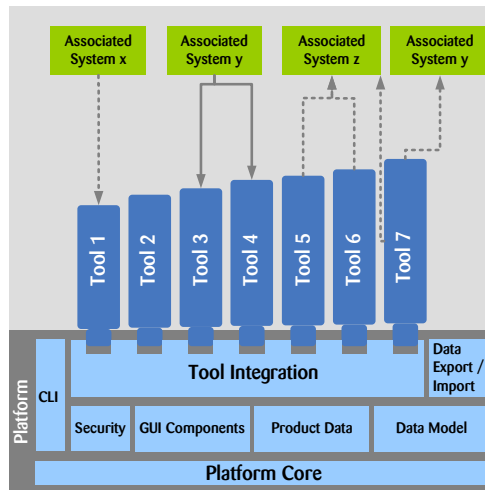 Associated
System x
Associated
System y
Associated
System z
Associated
System y
Tool 1
Tool 2
Tool 3
Tool 4
Tool 5
Tool 6
Tool 7
Platform
CLI
Tool Integration
Data
Export /
Import
Security
GUI Components
Product Data
Data Model
Platform Core